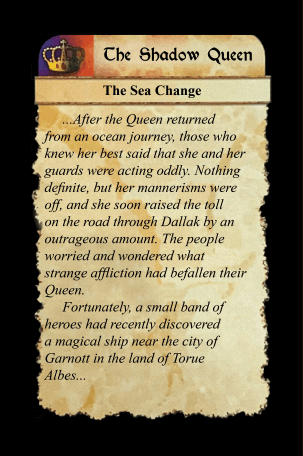 The Shadow Queen
The Sea Change
...After the Queen returned
from an ocean journey, those who
knew her best said that she and her
guards were acting oddly. Nothing
definite, but her mannerisms were
off, and she soon raised the toll
on the road through Dallak by an
outrageous amount. The people
worried and wondered what
strange affliction had befallen their
Queen.
Fortunately, a small band of
heroes had recently discovered
a magical ship near the city of
Garnott in the land of Torue
Albes...